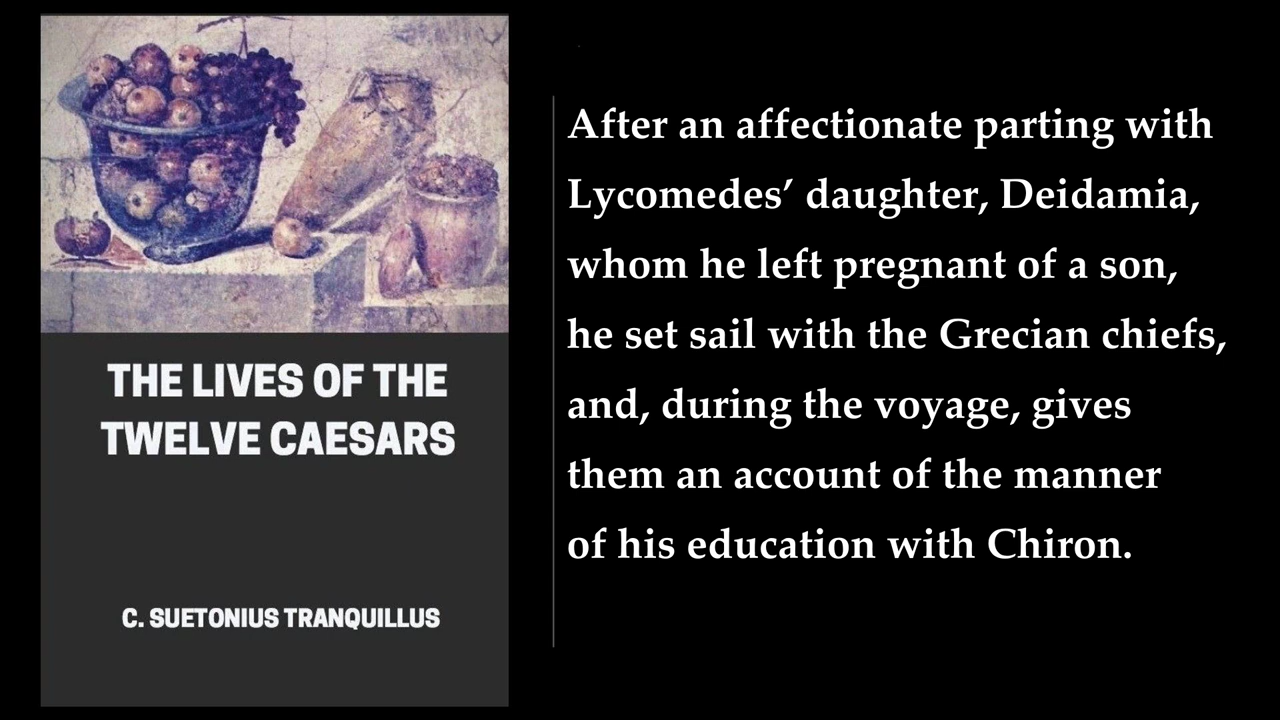 THE LIVES OF THE
TWELVE CAESARS
C. SUETONIUS TRANQUILLUS
After an affectionate parting with
Lycomedes’ daughter, Deidamia,
whom he left pregnant of a son,
he set sail with the Grecian chiefs,
and, during the voyage, gives
them an account of the manner
of his education with Chiron.